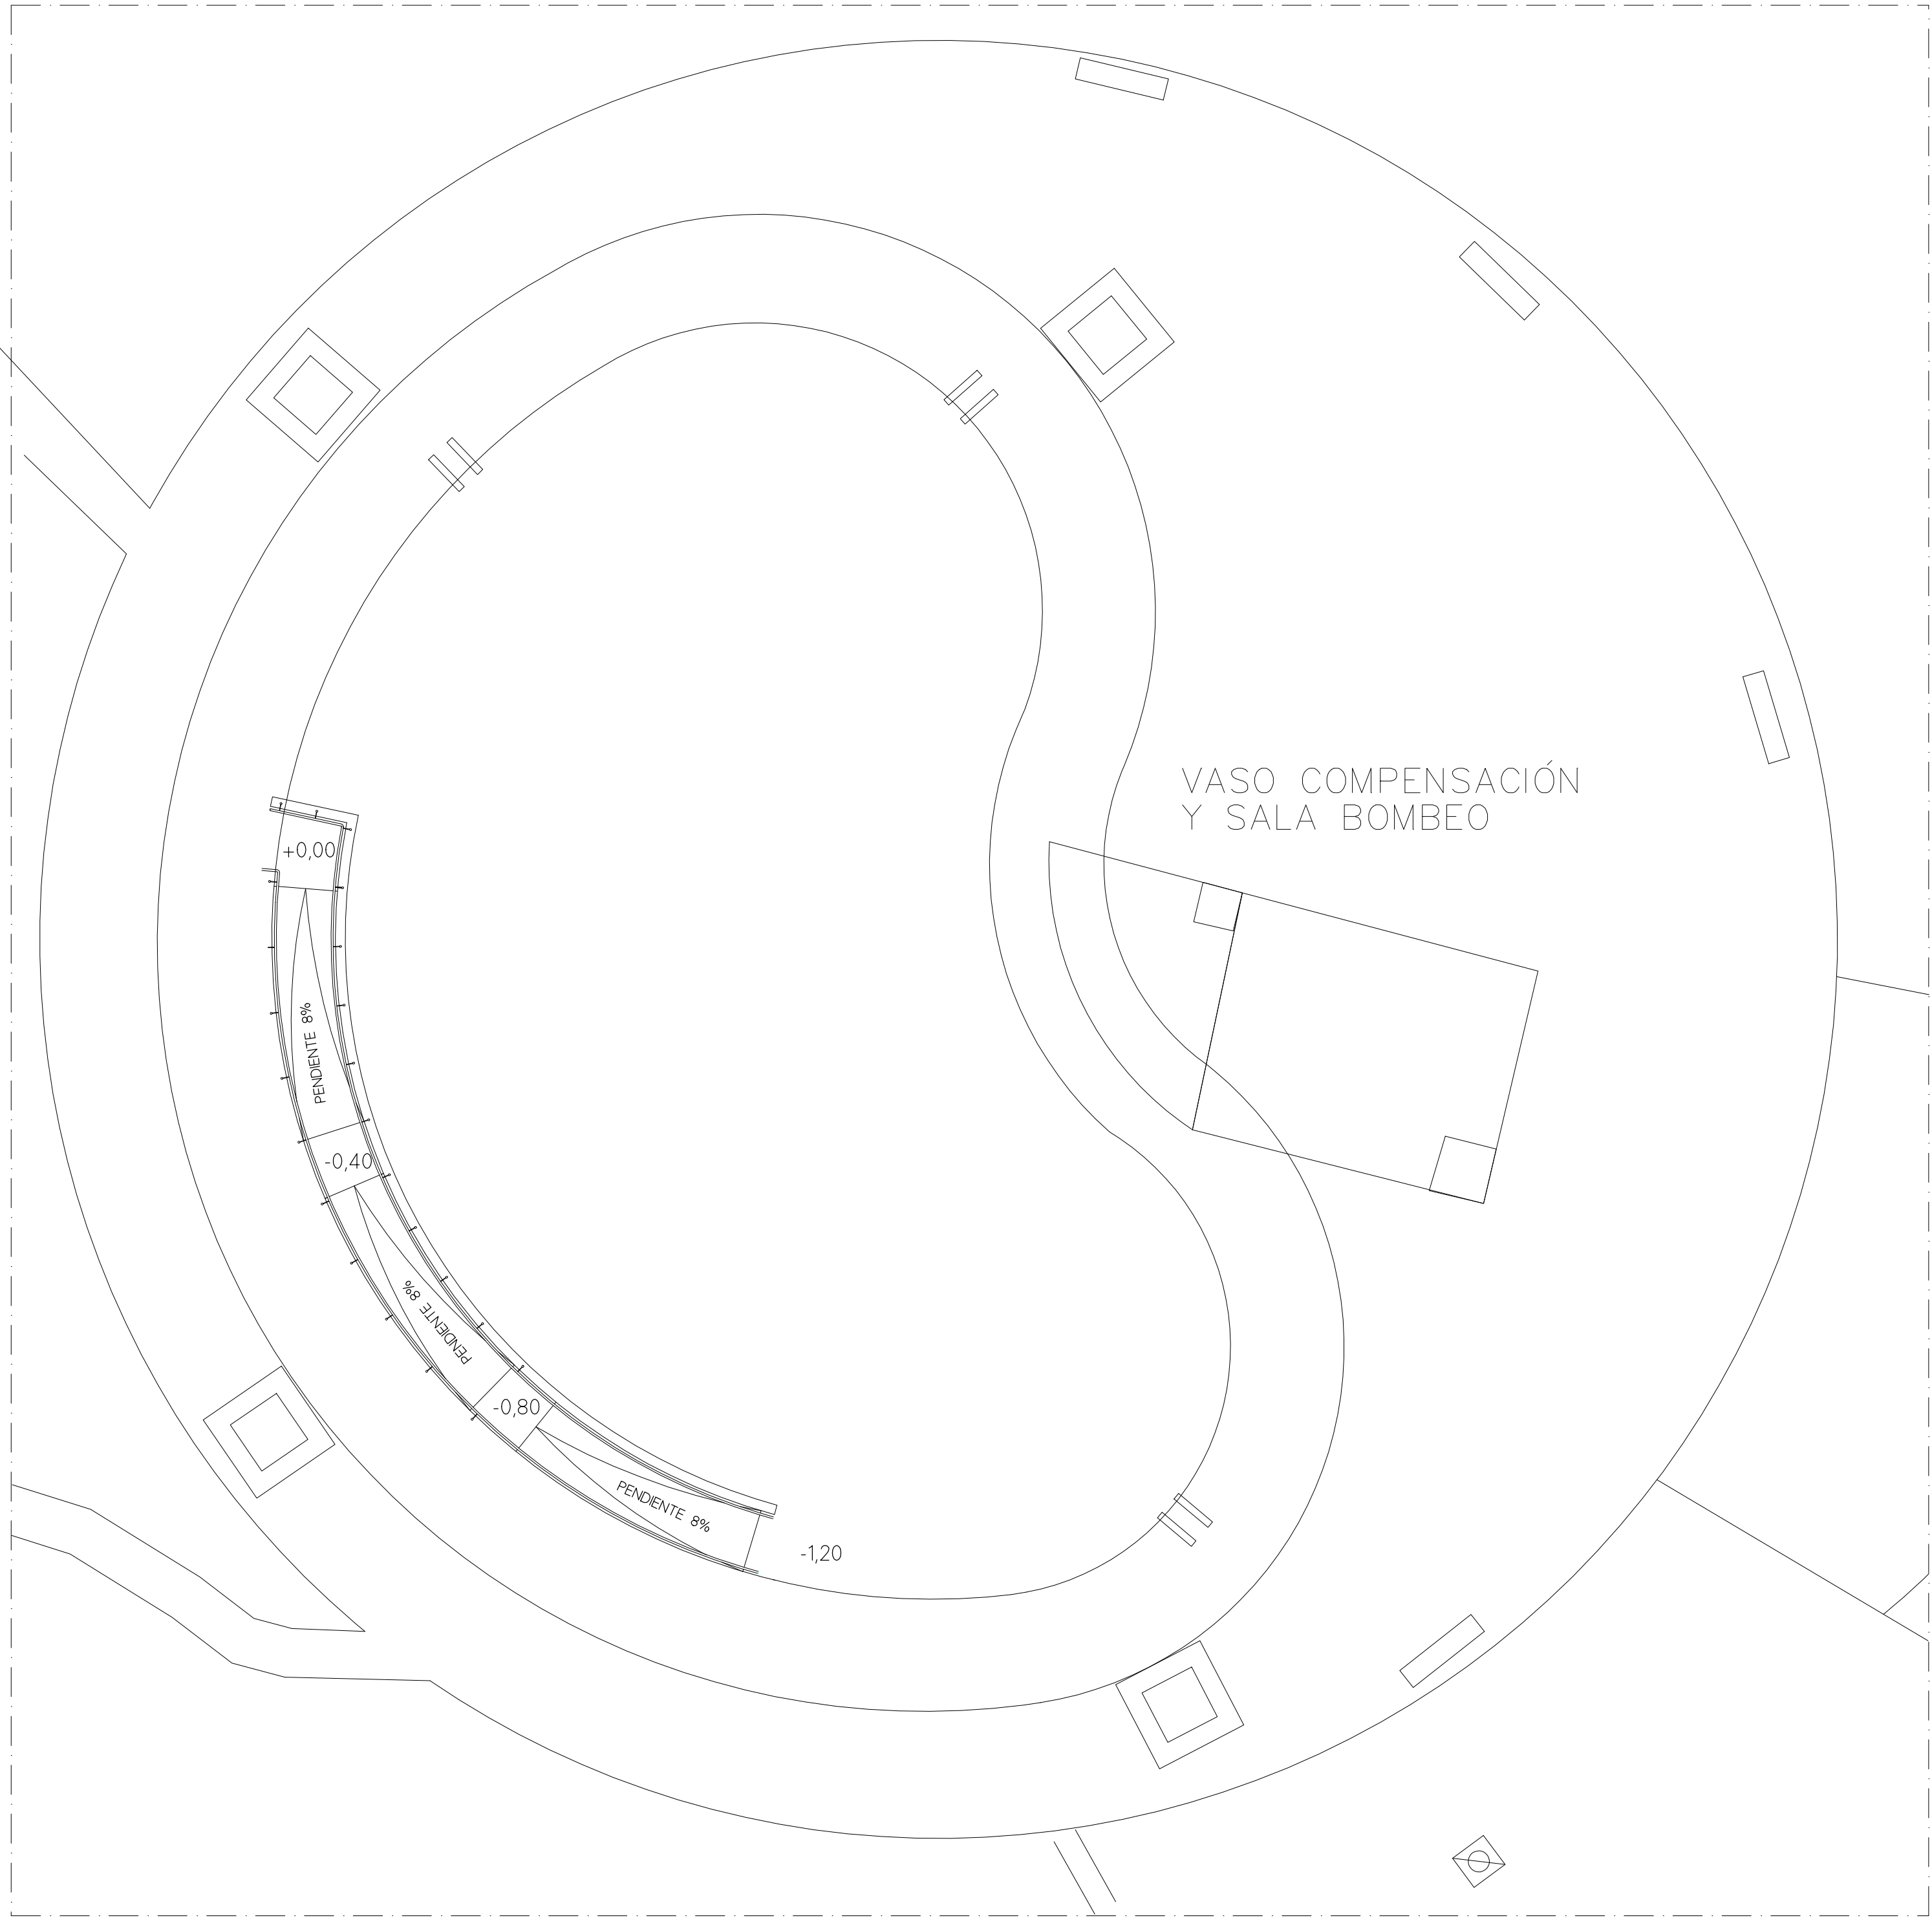 VASO COMPENSACIÓN
Y SALA BOMBEO
+0,00
PENDIENTE 8%
-0,40
PENDIENTE 8%
-0,80
PENDIENTE 8%
-1,20